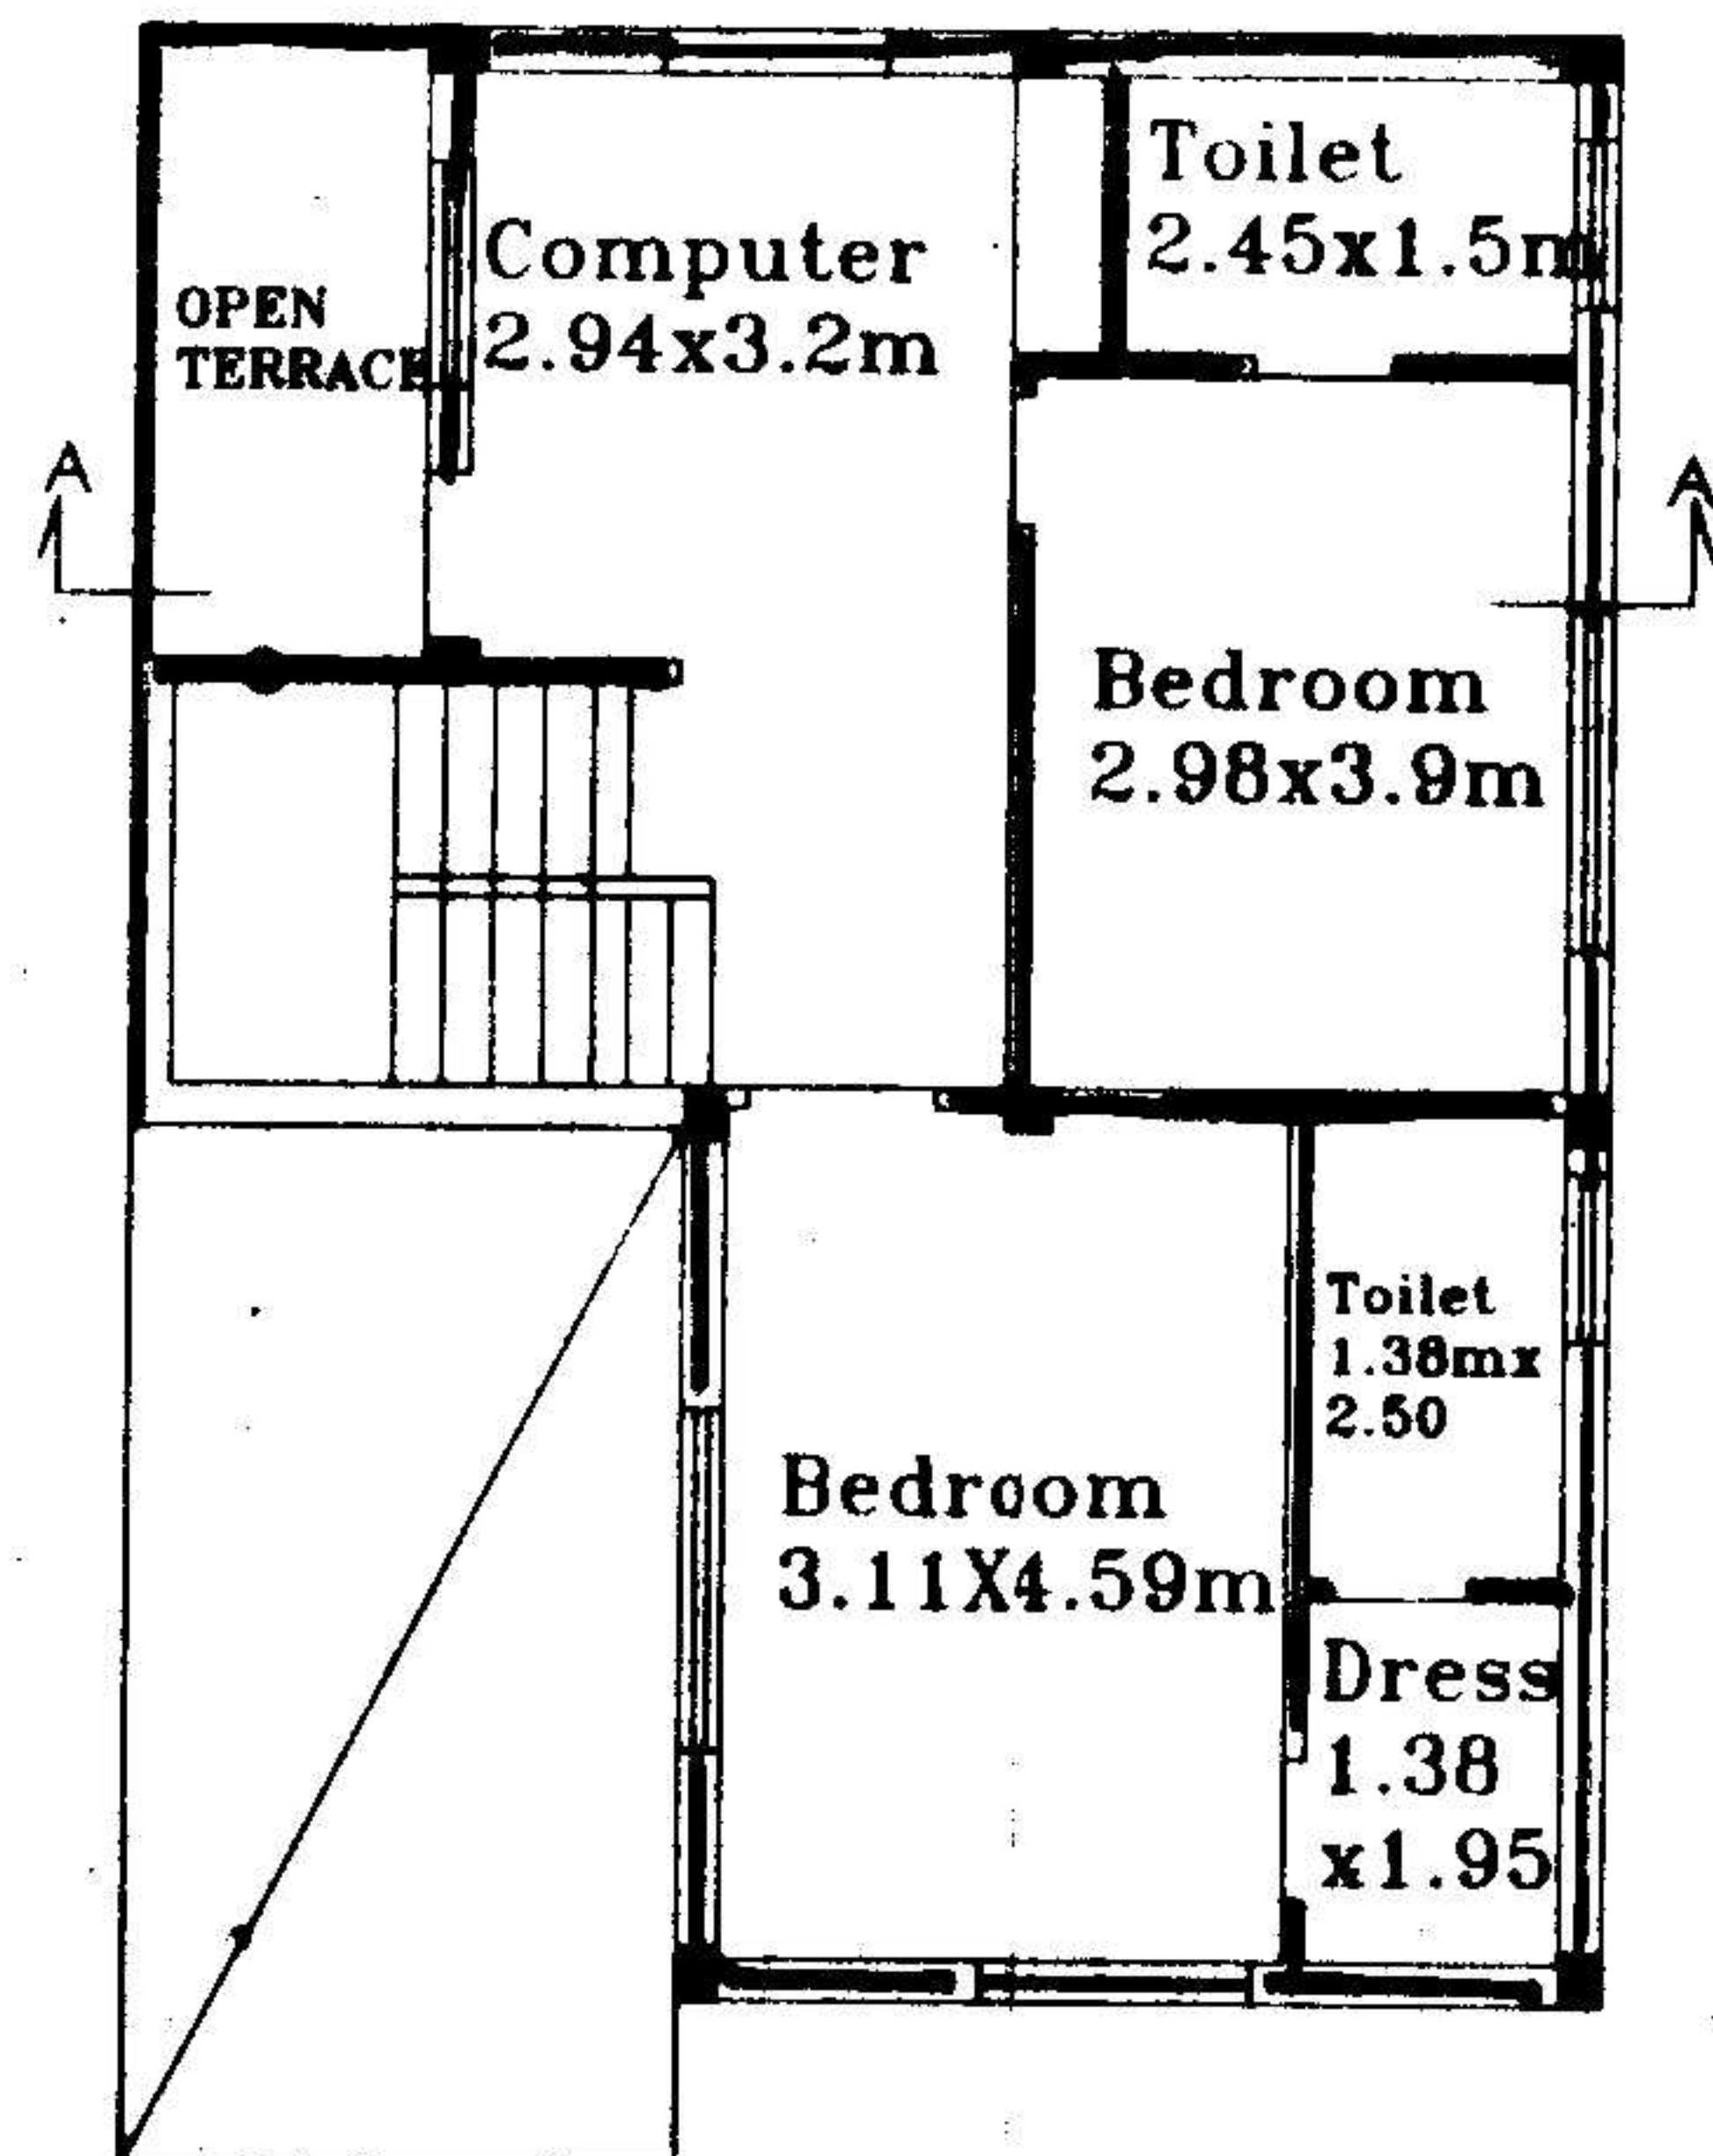 Toilet
2.45x1.5m
Computer
2.94x3.2m
OPEN
TERRACE
A
A
Bedroom
2.98x3.9m
Toilet
1.38mx
2.50
Bedroom
3.11X4.59m
Dress
1.38
x1.95